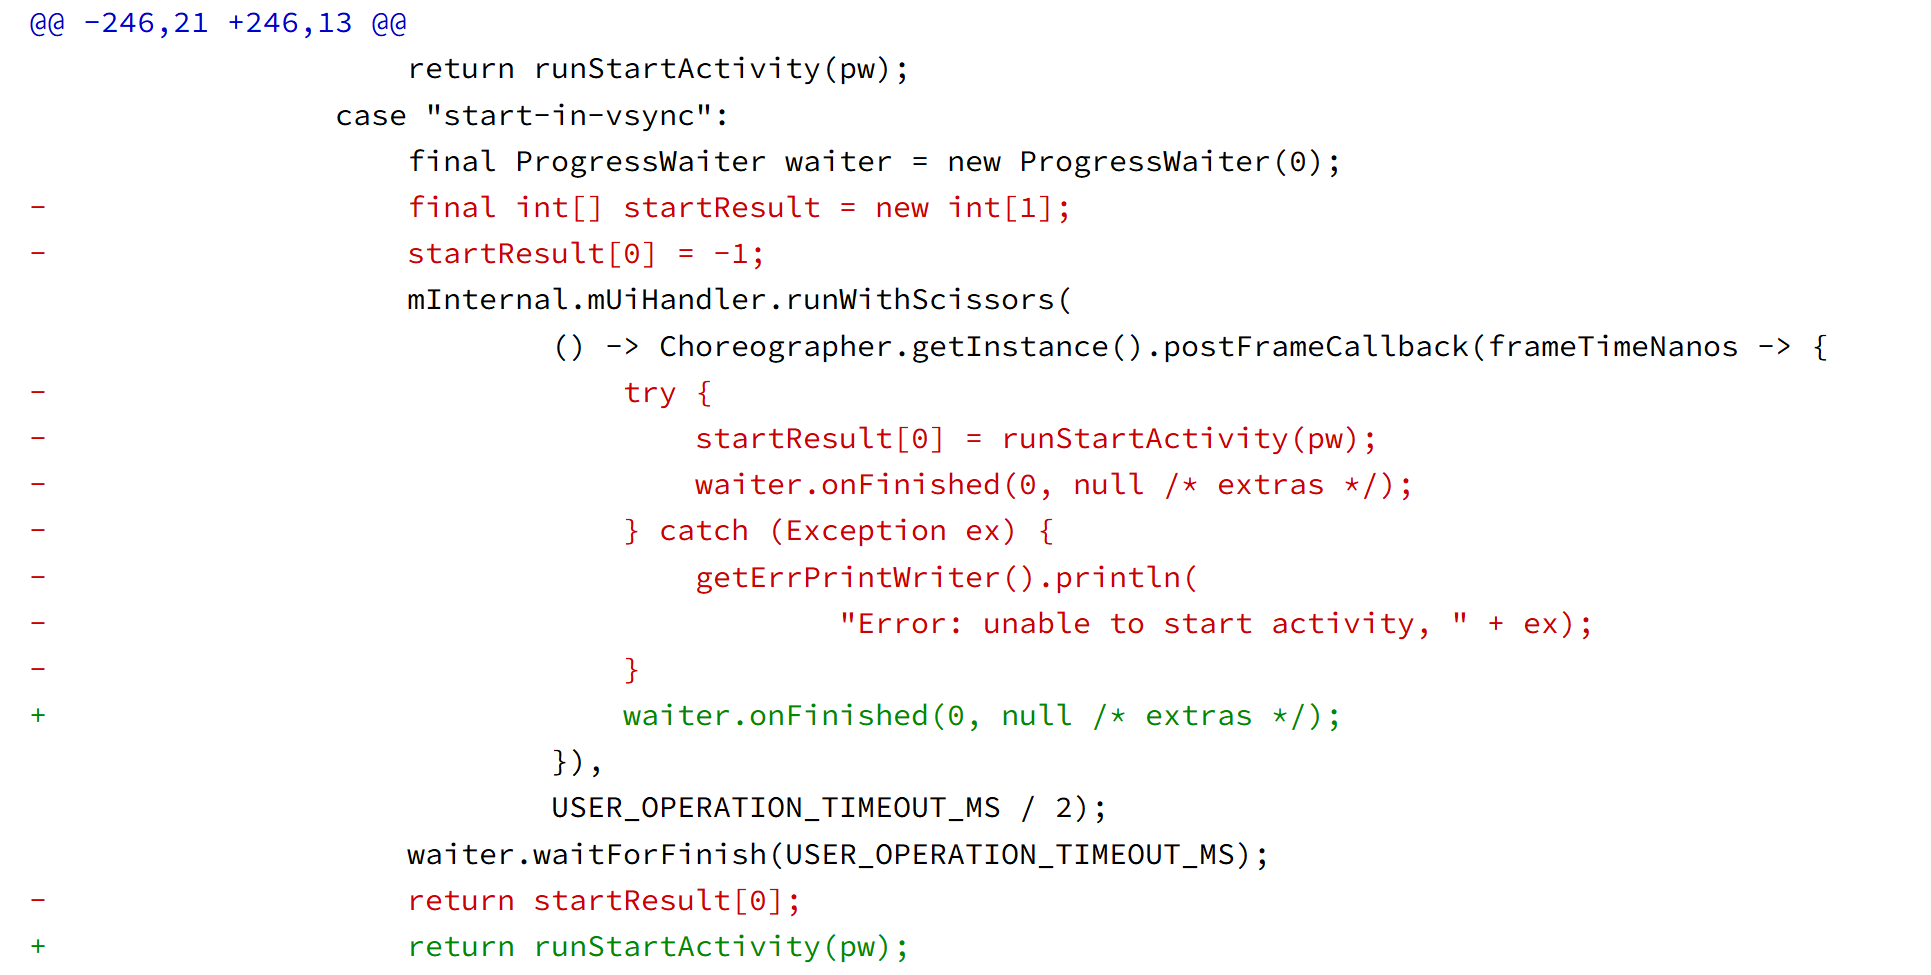 @@ -246,21 +246,13 @@
return runStartActivity(pw);
case "start-in-vsync":
final ProgressWaiter waiter = new ProgressWaiter(0);
- final int[] startResult = new int[1];
- startResult[0] = -1;
mInternal.mUiHandler.runWithScissors(
() -> Choreographer.getInstance().postFrameCallback(frameTimeNanos -> {
- try {
- startResult[0] = runStartActivity(pw);
- waiter.onFinished(0, null /* extras */);
- } catch (Exception ex) {
- getErrPrintWriter().println(
- "Error: unable to start activity, " + ex);
- }
+ waiter.onFinished(0, null /* extras */);
}),
USER_OPERATION_TIMEOUT_MS / 2);
waiter.waitForFinish(USER_OPERATION_TIMEOUT_MS);
- return startResult[0];
+ return runStartActivity(pw);